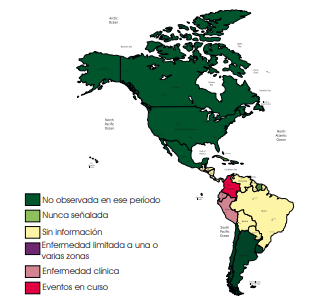 Arctic
Ocean
North
Pacific
Ocean
North
Atlantic
Ocean
South
Pacific
Ocean
No observada en ese periodo
Nunca señalada
Sin información
Enfermedad limitada a una o
varias zonas
Enfermedad clínica
Eventos en curso